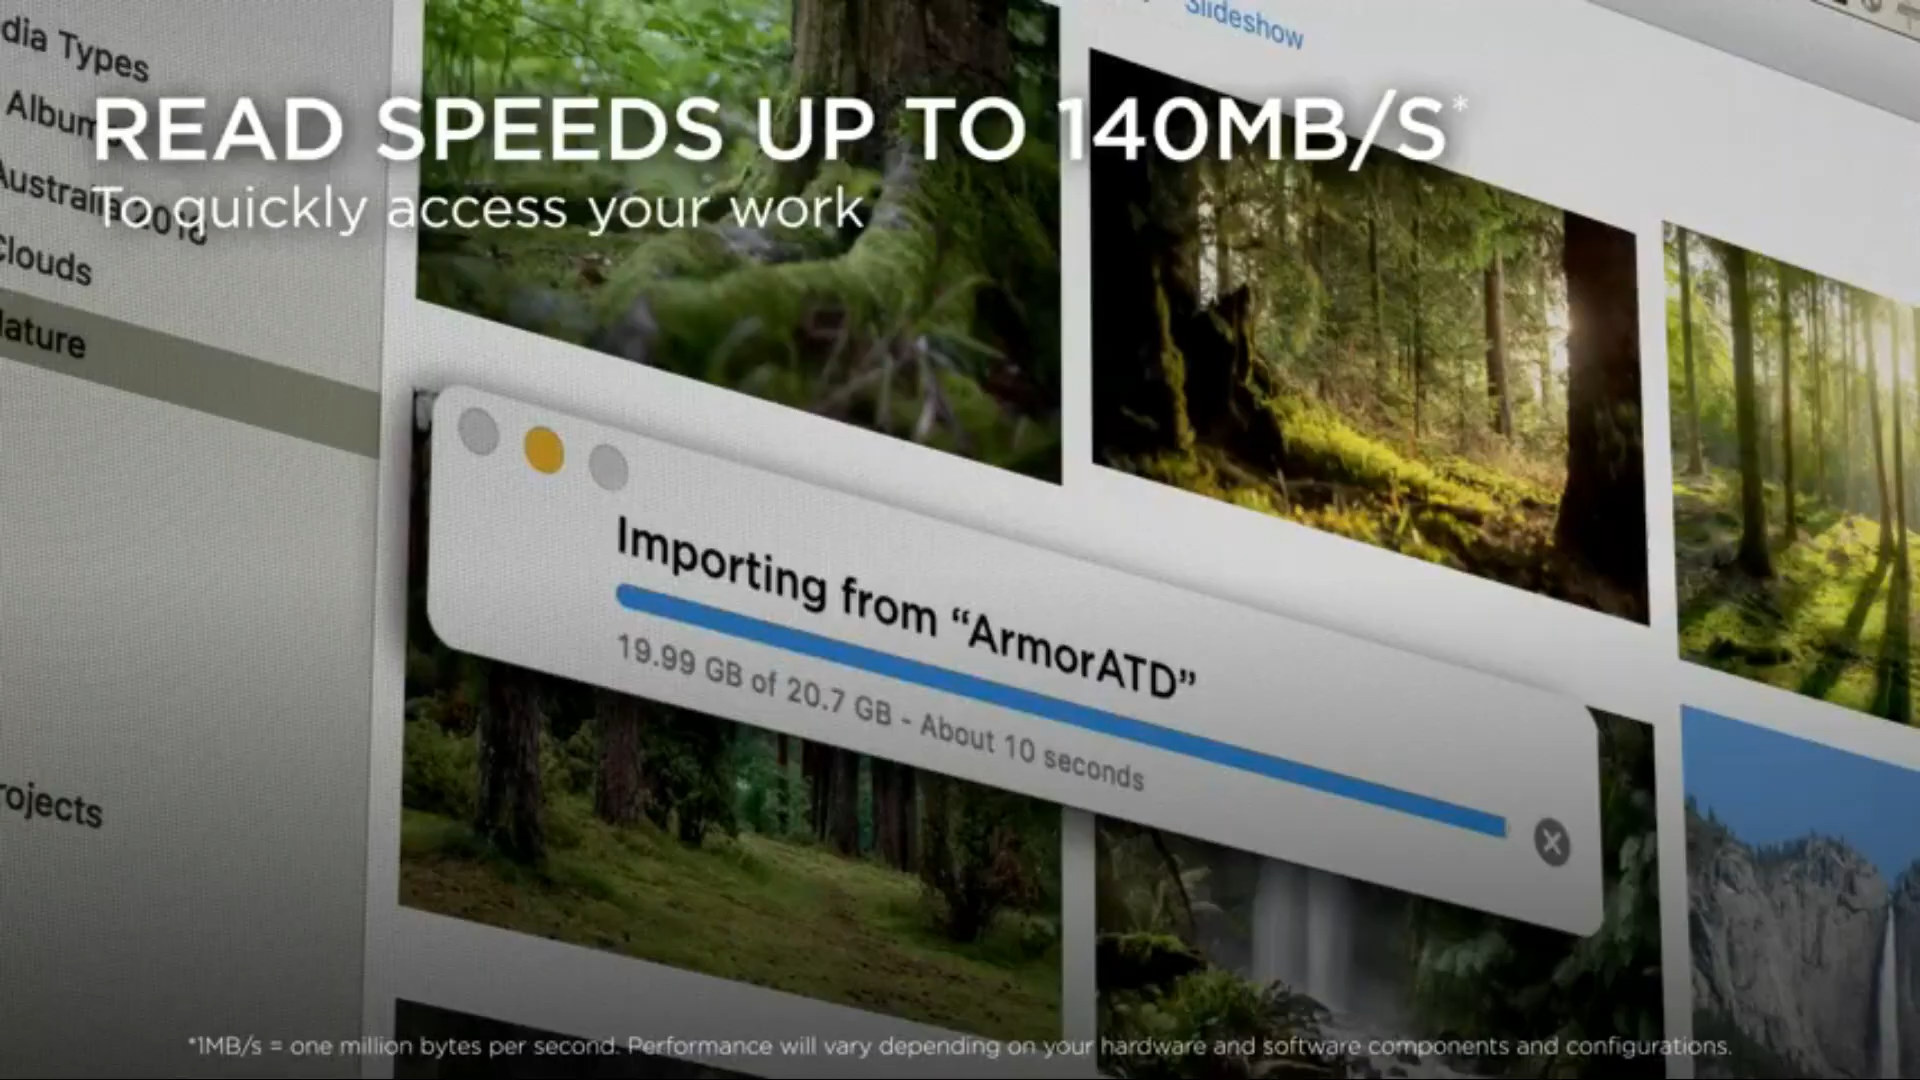 Slideshow
dia Types
Album
READ SPEEDS UP TO 140MB/S*
Australia 2018
To quickly access your work
Clouds
Nature
Importing from “ArmorATD”
19.99 GB of 20.7 GB - About 10 seconds
rojects
*1MB/s = one million bytes per second. Performance will vary depending on your hardware and software components and configurations.